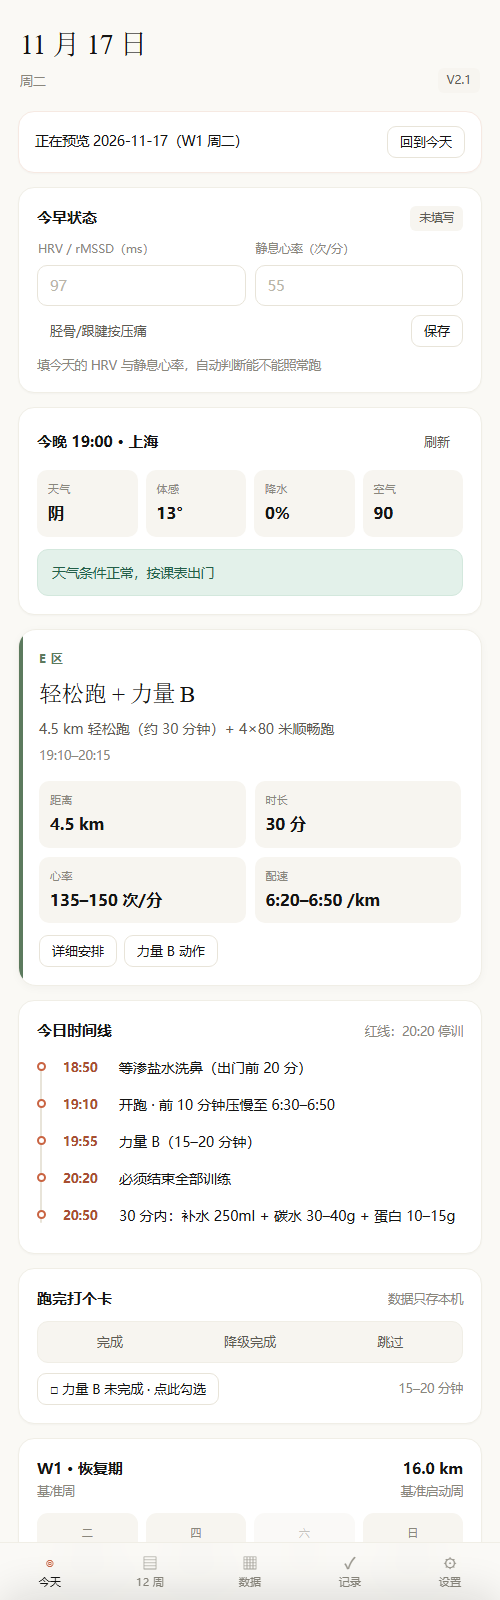 11 月 17 日
周二
V2.1
正在预览 2026-11-17（W1 周二）
回到今天
今早状态
未填写
HRV / rMSSD（ms）
静息心率（次/分）
97
55
胫骨/跟腱按压痛
保存
填今天的 HRV 与静息心率，自动判断能不能照常跑
今晚 19:00 • 上海
刷新
天气
体感
降水
空气
阴
13°
0%
90
天气条件正常，按课表出门
E 区
轻松跑 + 力量 B
4.5 km 轻松跑（约 30 分钟）+ 4×80 米顺畅跑
19:10–20:15
距离
时长
4.5 km
30 分
心率
配速
135–150 次/分
6:20–6:50 /km
详细安排
力量 B 动作
今日时间线
红线：20:20 停训
18:50 等渗盐水洗鼻（出门前 20 分）
19:10 开跑 · 前 10 分钟压慢至 6:30–6:50
19:55 力量 B（15–20 分钟）
20:20 必须结束全部训练
20:50 30 分内：补水 250ml + 碳水 30–40g + 蛋白 10–15g
跑完打个卡
数据只存本机
完成
降级完成
跳过
□ 力量 B 未完成 · 点此勾选
15–20 分钟
W1 • 恢复期
16.0 km
基准周
基准启动周
二
四
六
日
今天
12 周
数据
记录
设置